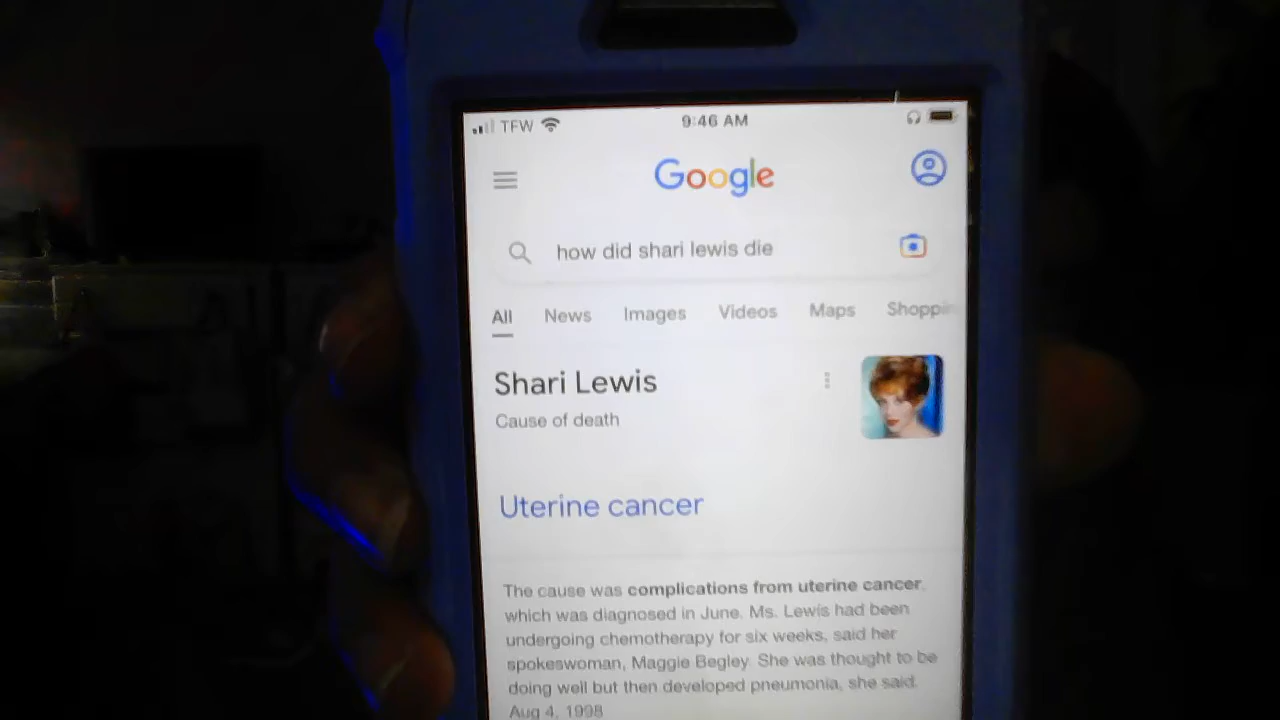 TFW 9:46 AM
Google
how did shari lewis die
All News Images Videos Maps Shoppin
Shari Lewis
Cause of death
Uterine cancer
The cause was complications from uterine cancer,
which was diagnosed in June. Ms. Lewis had been
undergoing chemotherapy for six weeks, said her
spokeswoman, Maggie Begley. She was thought to be
doing well but then developed pneumonia, she said.
Aug 4, 1998